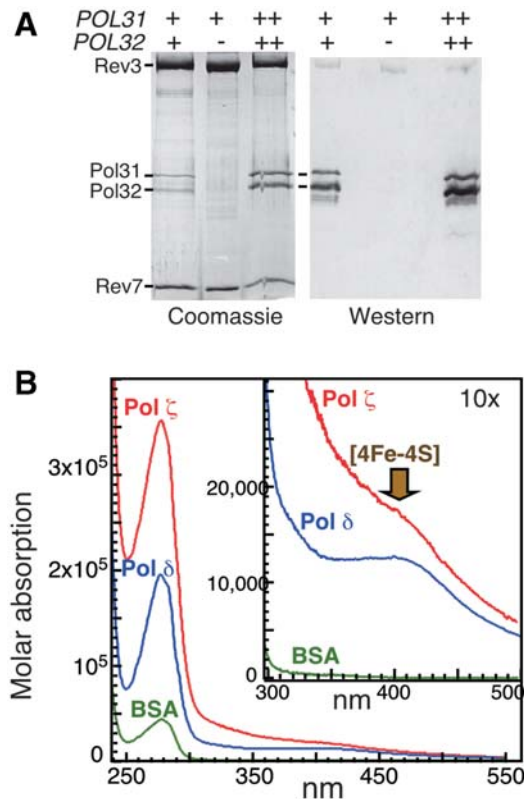 A
POL31 + + ++ + + ++
POL32 + - ++ + - ++
Rev3
Pol31
Pol32
Rev7
Coomassie Western
B
Molar absorption
3x10⁵
2x10⁵
10⁵
0
250 350 450 550
nm
Pol ζ
Pol δ
BSA
10x
Pol ζ
[4Fe-4S]
20,000
Pol δ
10,000
BSA
0
300 400 500
nm